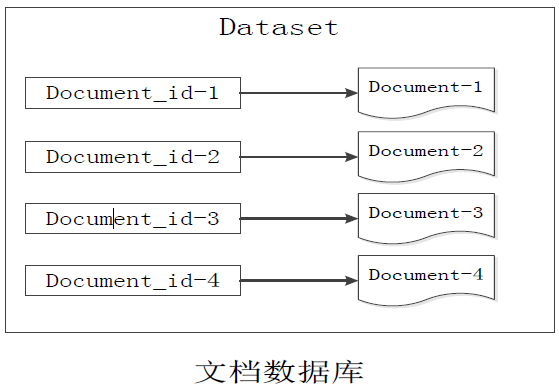 Dataset
Document_id-1
Document-1
Document_id-2
Document-2
Document_id-3
Document-3
Document_id-4
Document-4
文档数据库